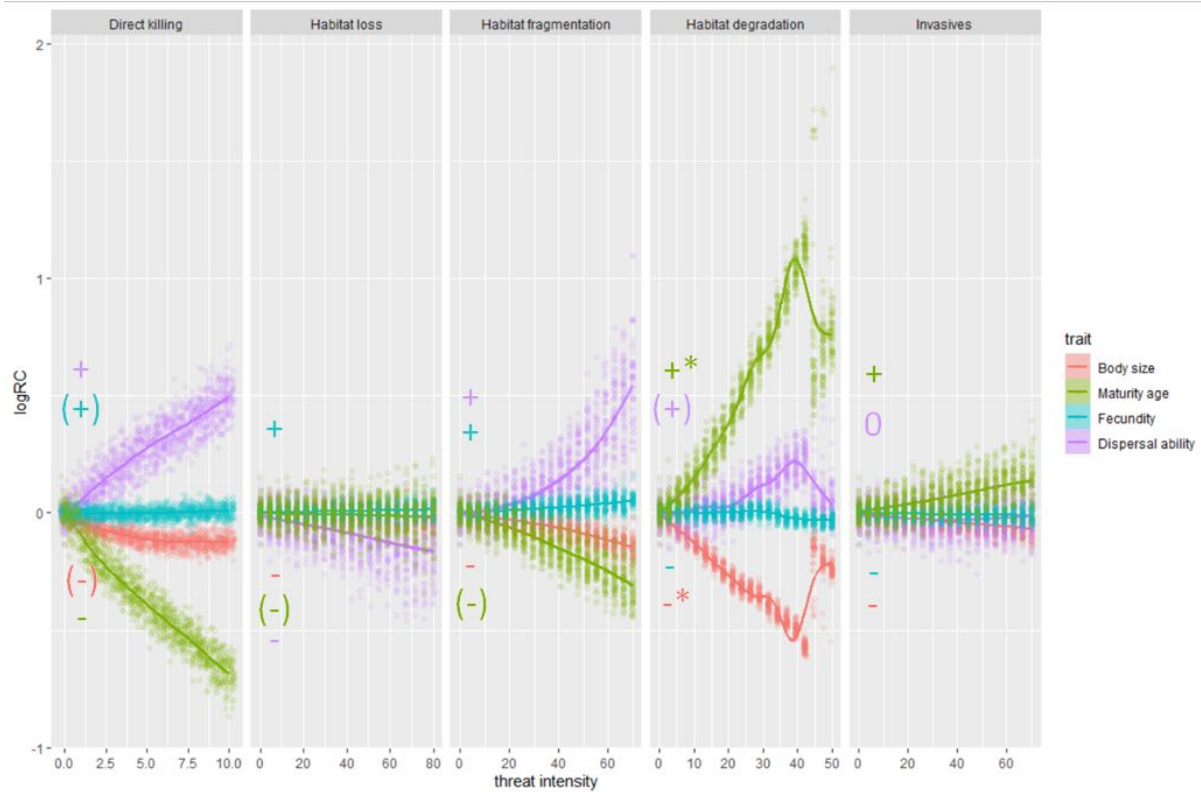 Direct killing Habitat loss Habitat fragmentation Habitat degradation Invasives
2
1
0
-1
logRC
+
(+)
(-)
-
+
-
(-)
-
+
+
-
(-)
+*
(+)
-
-*
+
0
-
-
0.0 2.5 5.0 7.5 10.0 0 20 40 60 80 0 20 40 60 0 10 20 30 40 50 0 20 40 60
threat intensity
trait
Body size
Maturity age
Fecundity
Dispersal ability